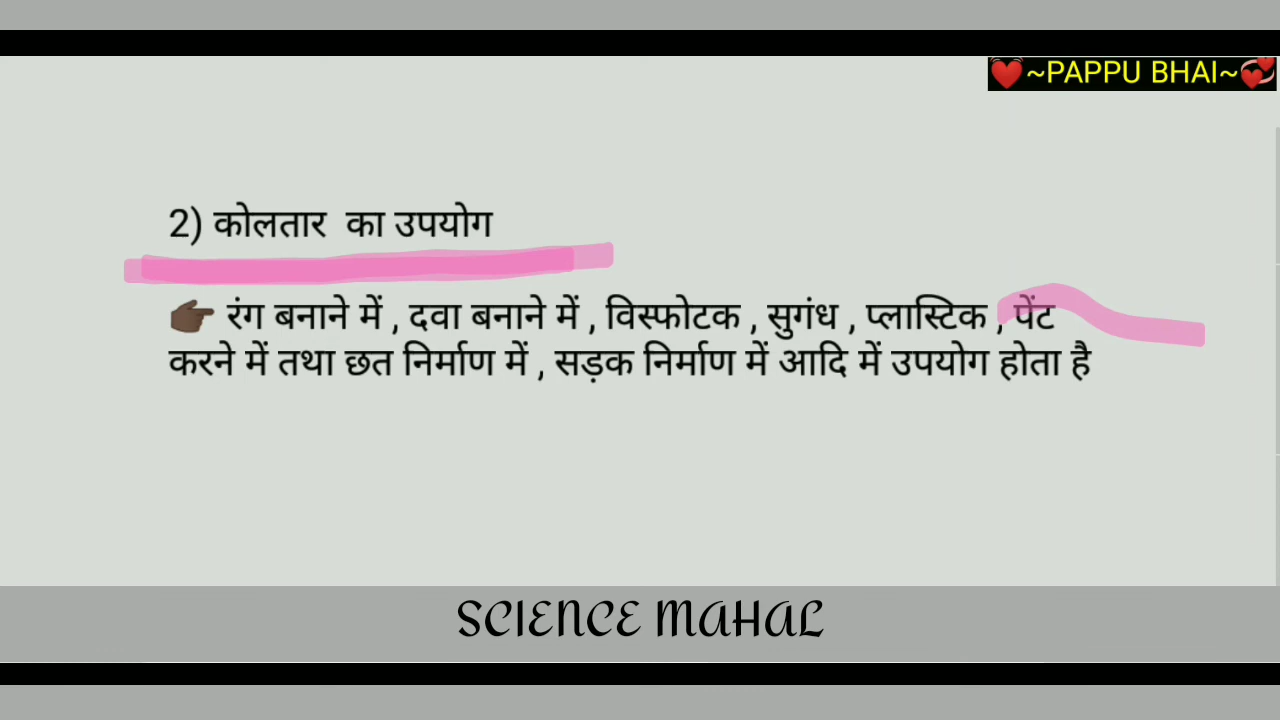 ❤️~PAPPU BHAI~💞
2) कोलतार का उपयोग
👉🏿 रंग बनाने में , दवा बनाने में , विस्फोटक , सुगंध , प्लास्टिक , पेंट
करने में तथा छत निर्माण में , सड़क निर्माण में आदि में उपयोग होता है
SCIENCE MAHAL